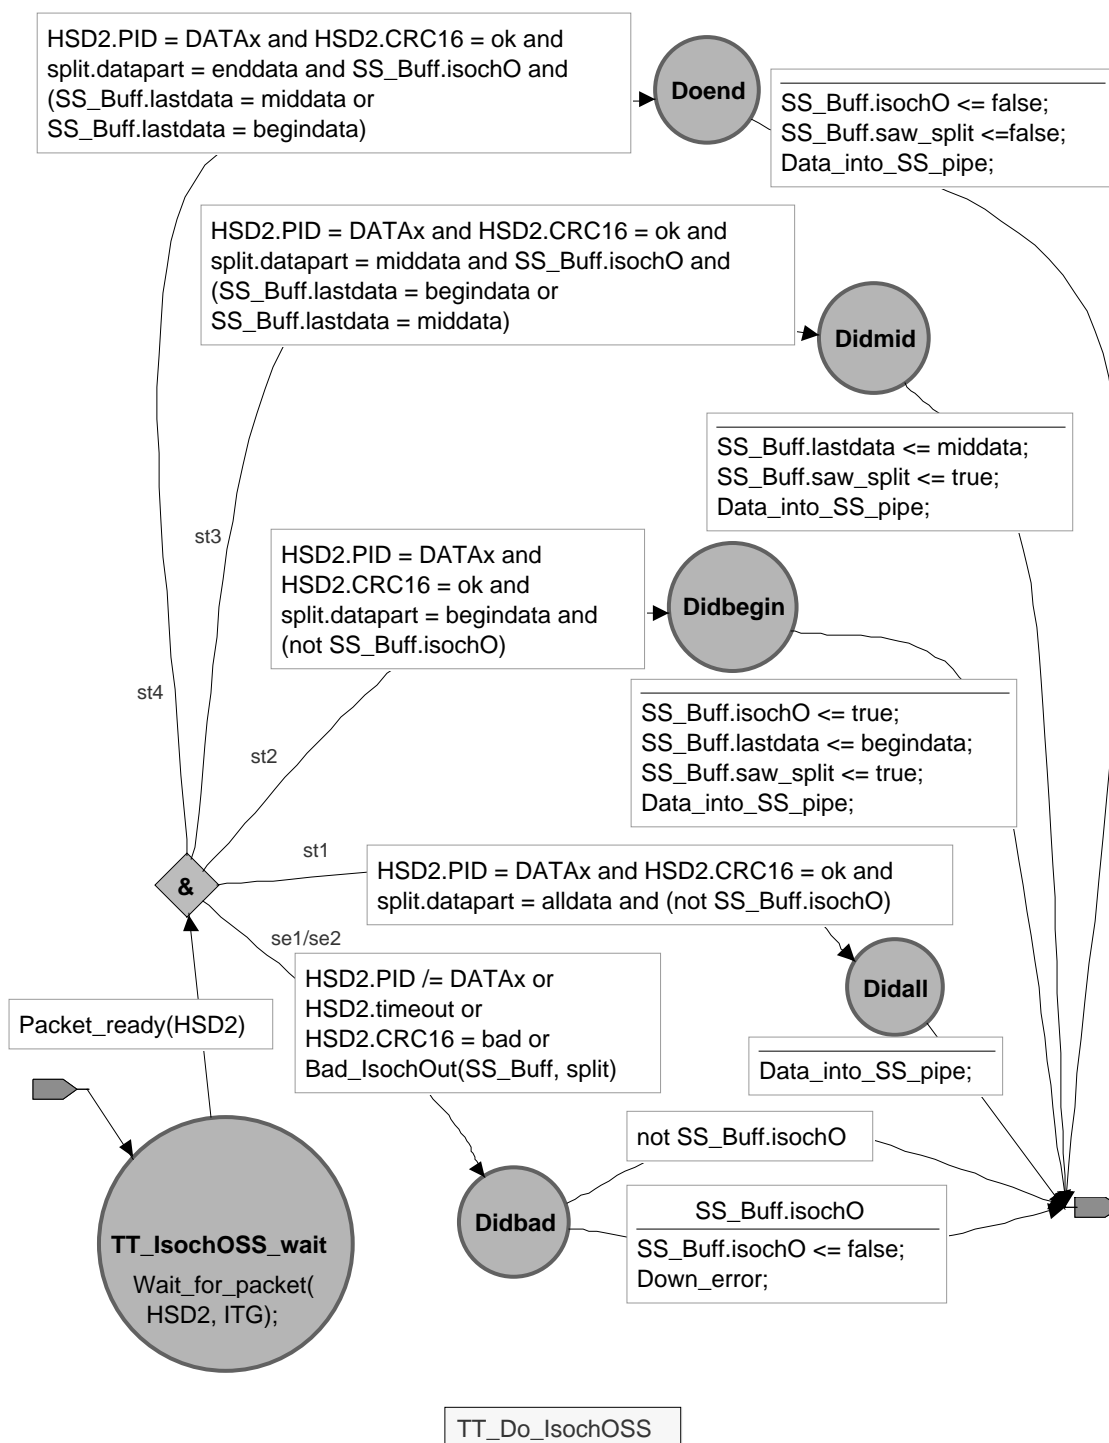 HSD2.PID = DATAx and HSD2.CRC16 = ok and
split.datapart = enddata and SS_Buff.isochO and
(SS_Buff.lastdata = middata or
SS_Buff.lastdata = begindata)
Doend
SS_Buff.isochO <= false;
SS_Buff.saw_split <=false;
Data_into_SS_pipe;
HSD2.PID = DATAx and HSD2.CRC16 = ok and
split.datapart = middata and SS_Buff.isochO and
(SS_Buff.lastdata = begindata or
SS_Buff.lastdata = middata)
Didmid
SS_Buff.lastdata <= middata;
SS_Buff.saw_split <= true;
Data_into_SS_pipe;
st3
HSD2.PID = DATAx and
HSD2.CRC16 = ok and
split.datapart = begindata and
(not SS_Buff.isochO)
Didbegin
st4
SS_Buff.isochO <= true;
SS_Buff.lastdata <= begindata;
SS_Buff.saw_split <= true;
Data_into_SS_pipe;
st2
st1
HSD2.PID = DATAx and HSD2.CRC16 = ok and
split.datapart = alldata and (not SS_Buff.isochO)
&
se1/se2
HSD2.PID /= DATAx or
HSD2.timeout or
HSD2.CRC16 = bad or
Bad_IsochOut(SS_Buff, split)
Didall
Packet_ready(HSD2)
Data_into_SS_pipe;
not SS_Buff.isochO
Didbad
SS_Buff.isochO
SS_Buff.isochO <= false;
Down_error;
TT_IsochOSS_wait
Wait_for_packet(
HSD2, ITG);
TT_Do_IsochOSS